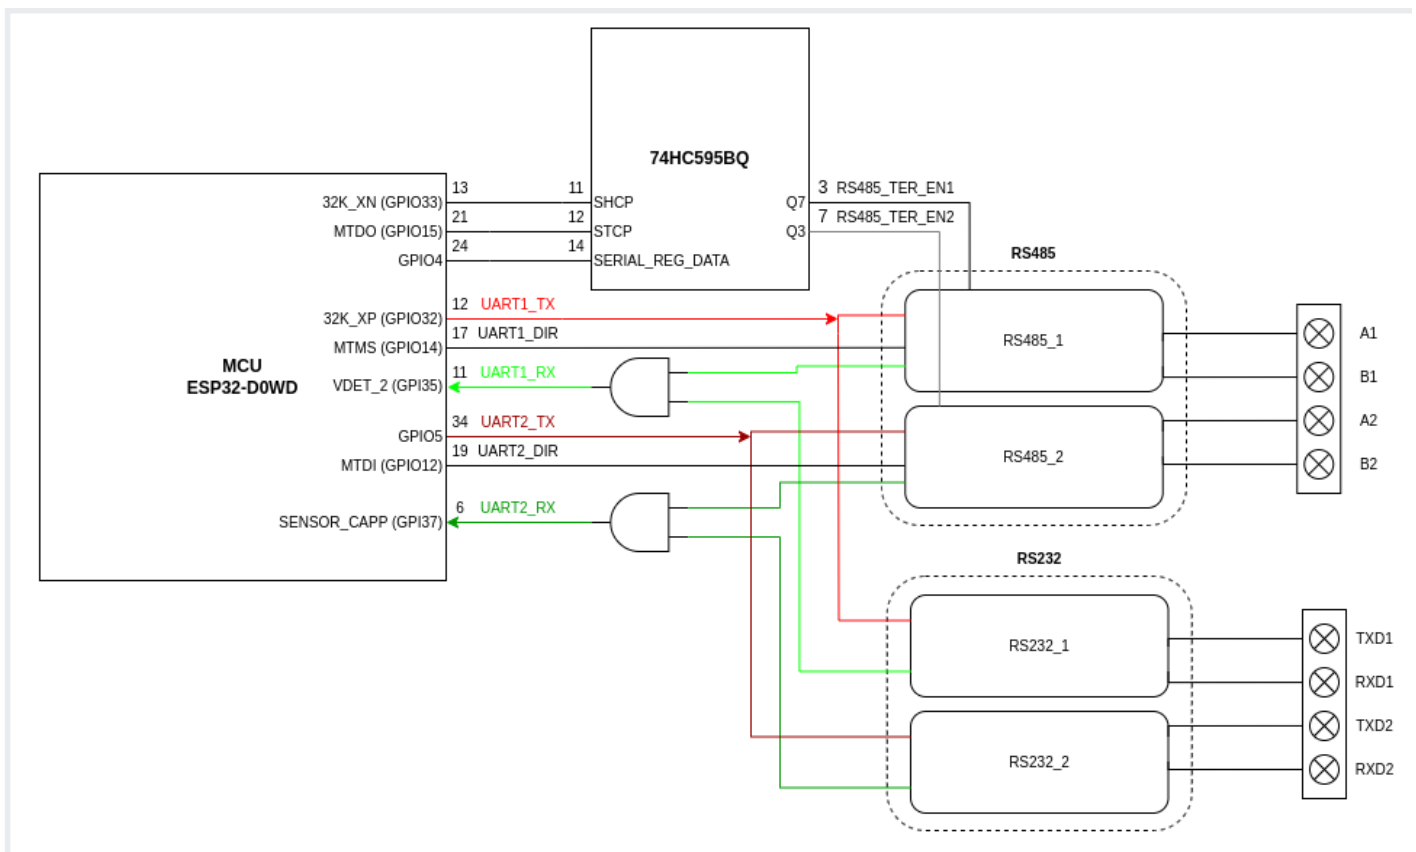 74HC595BQ
13
11
32K_XN (GPIO33)
SHCP
21
12
MTDO (GPIO15)
STCP
24
14
GPIO4
SERIAL_REG_DATA
3 RS485_TER_EN1
Q7
7 RS485_TER_EN2
Q3
MCU
ESP32-D0WD
12 UART1_TX
32K_XP (GPIO32)
17 UART1_DIR
MTMS (GPIO14)
11 UART1_RX
VDET_2 (GPI35)
34 UART2_TX
GPIO5
19 UART2_DIR
MTDI (GPIO12)
6 UART2_RX
SENSOR_CAPP (GPI37)
RS485
RS485_1
RS485_2
A1
B1
A2
B2
RS232
RS232_1
RS232_2
TXD1
RXD1
TXD2
RXD2